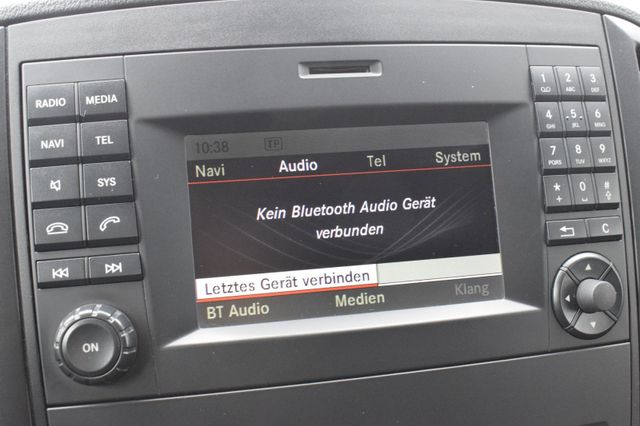 RADIO MEDIA
NAVI TEL
SYS
ON
10:38 TP
Navi Audio Tel System
Kein Bluetooth Audio Gerät
verbunden
Letztes Gerät verbinden
BT Audio Medien Klang
1 2 ABC 3 DEF
4 GHI 5 JKL 6 MNO
7 PQRS 8 TUV 9 WXYZ
* 0 #
C